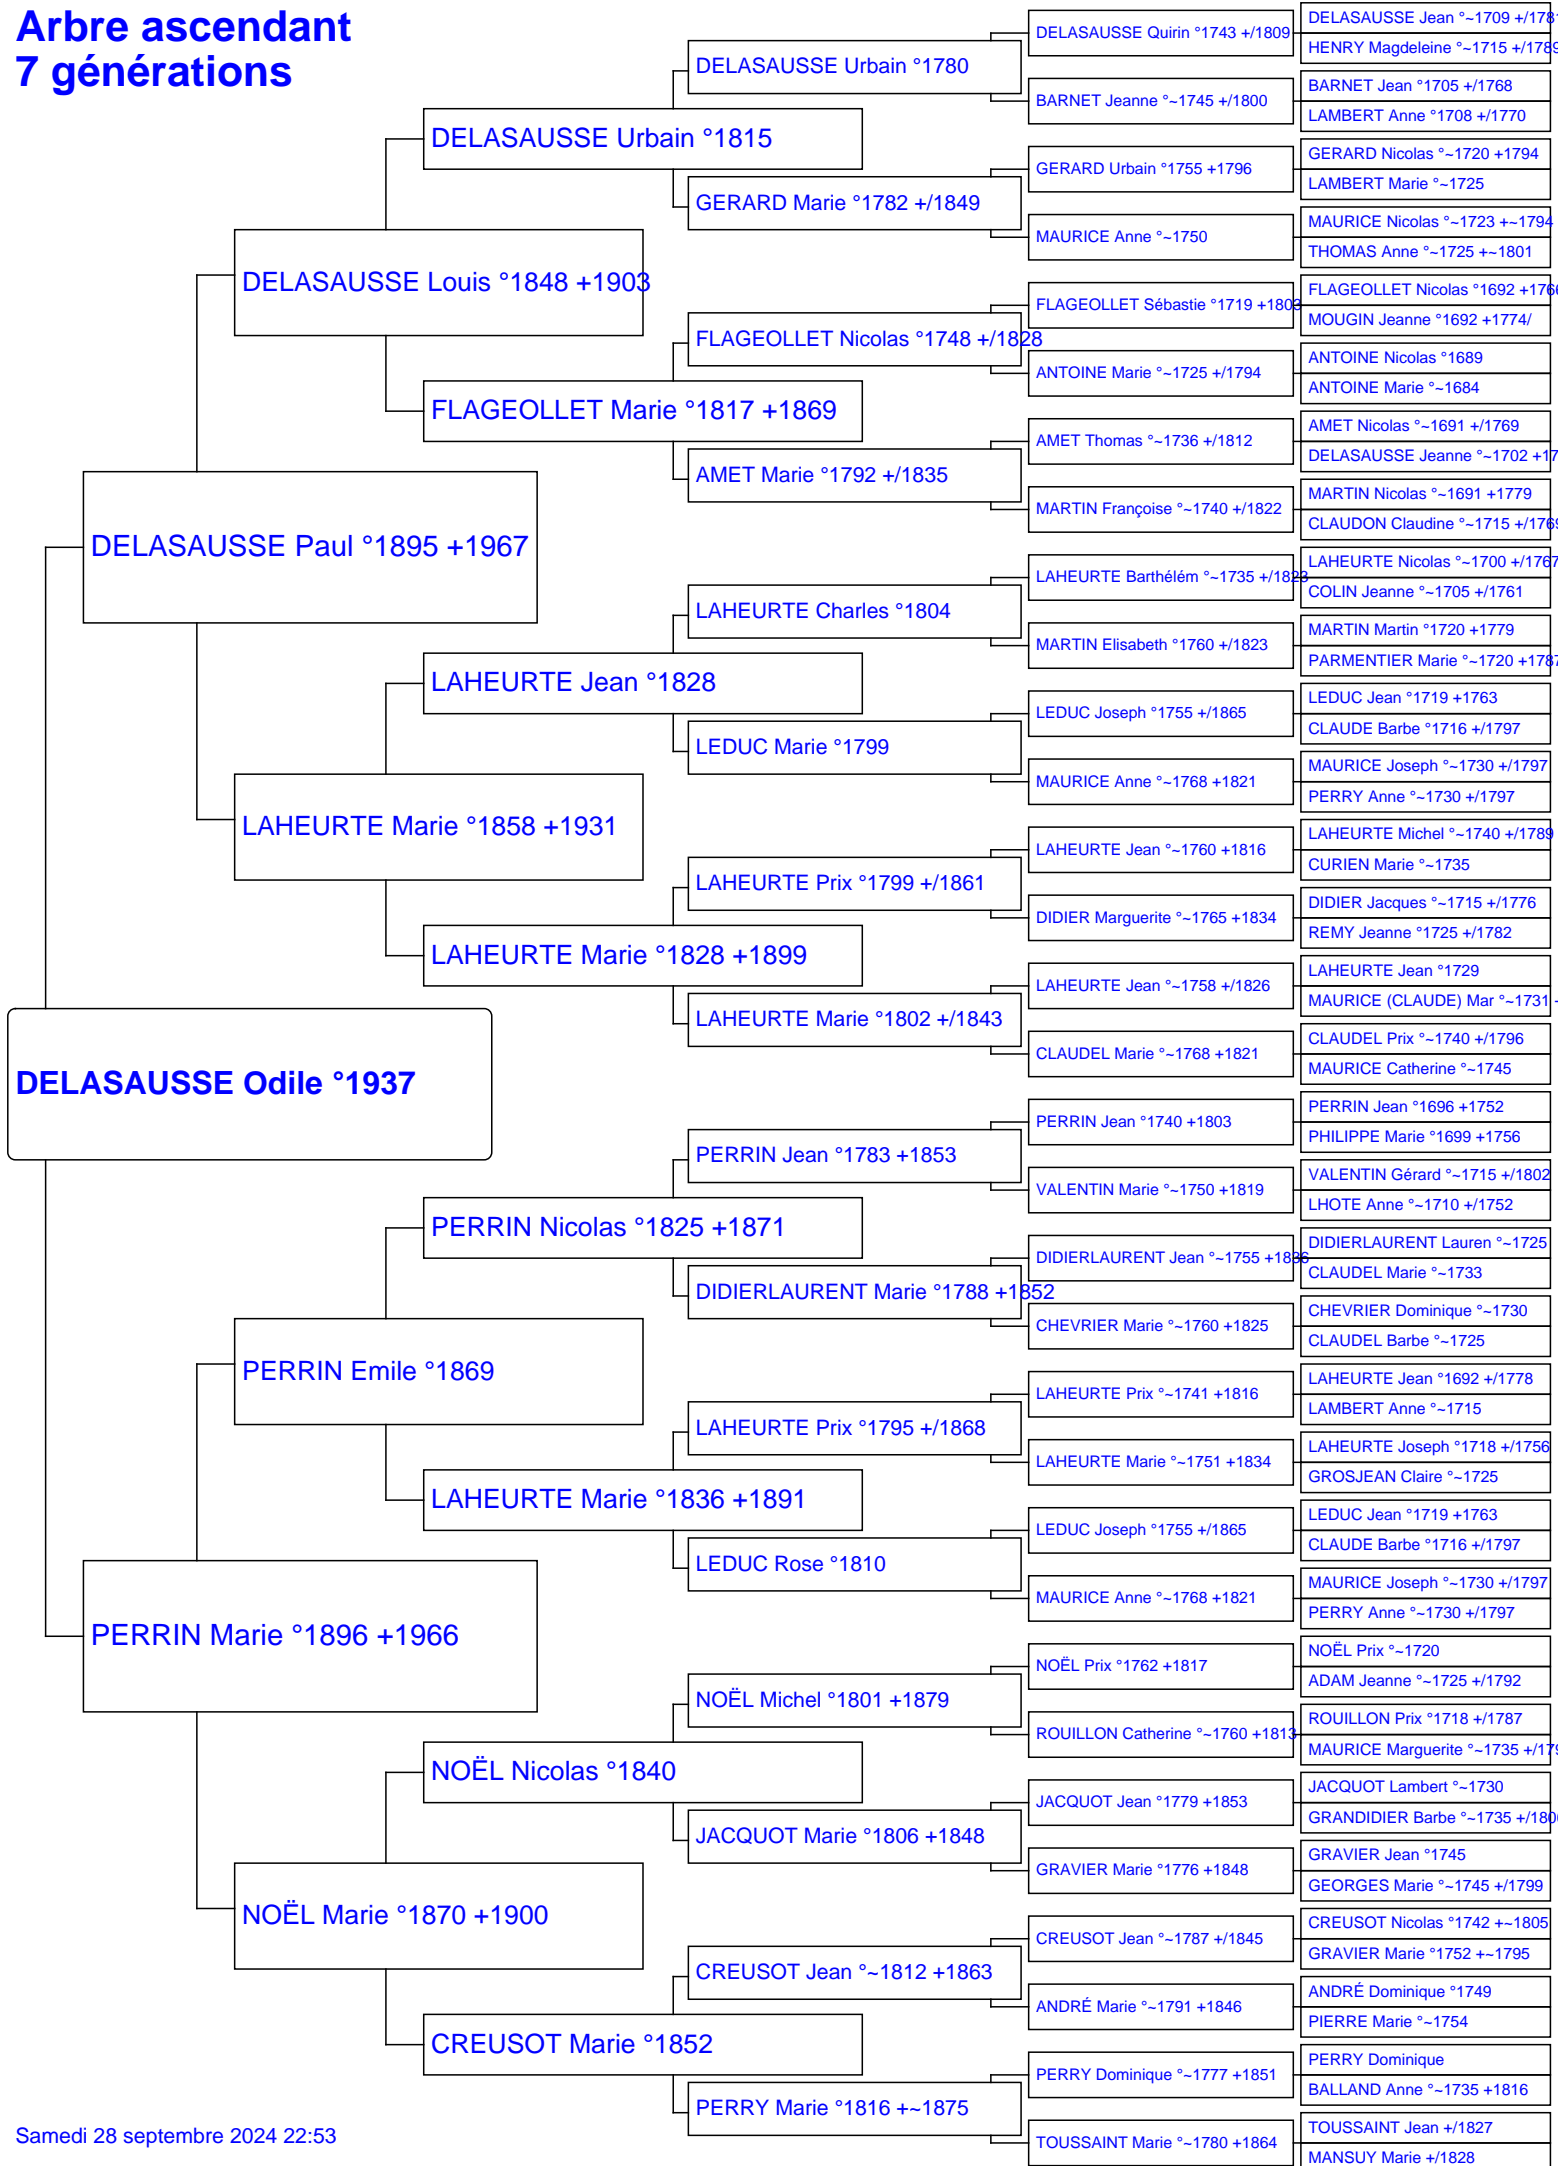 Arbre ascendant
7 générations
DELASAUSSE Odile °1937
DELASAUSSE Paul °1895 +1967
PERRIN Marie °1896 +1966
DELASAUSSE Louis °1848 +1903
LAHEURTE Marie °1858 +1931
PERRIN Emile °1869
NOËL Marie °1870 +1900
DELASAUSSE Urbain °1815
FLAGEOLLET Marie °1817 +1869
LAHEURTE Jean °1828
LAHEURTE Marie °1828 +1899
PERRIN Nicolas °1825 +1871
LAHEURTE Marie °1836 +1891
NOËL Nicolas °1840
CREUSOT Marie °1852
DELASAUSSE Urbain °1780
GERARD Marie °1782 +/1849
FLAGEOLLET Nicolas °1748 +/1828
AMET Marie °1792 +/1835
LAHEURTE Charles °1804
LEDUC Marie °1799
LAHEURTE Prix °1799 +/1861
LAHEURTE Marie °1802 +/1843
PERRIN Jean °1783 +1853
DIDIERLAURENT Marie °1788 +1852
LAHEURTE Prix °1795 +/1868
LEDUC Rose °1810
NOËL Michel °1801 +1879
JACQUOT Marie °1806 +1848
CREUSOT Jean °~1812 +1863
PERRY Marie °1816 +~1875
DELASAUSSE Quirin °1743 +/1809
BARNET Jeanne °~1745 +/1800
GERARD Urbain °1755 +1796
MAURICE Anne °~1750
FLAGEOLLET Sébastie °1719 +1803
ANTOINE Marie °~1725 +/1794
AMET Thomas °~1736 +/1812
MARTIN Françoise °~1740 +/1822
LAHEURTE Barthélém °~1735 +/1823
MARTIN Elisabeth °1760 +/1823
LEDUC Joseph °1755 +/1865
MAURICE Anne °~1768 +1821
LAHEURTE Jean °~1760 +1816
DIDIER Marguerite °~1765 +1834
LAHEURTE Jean °~1758 +/1826
CLAUDEL Marie °~1768 +1821
PERRIN Jean °1740 +1803
VALENTIN Marie °~1750 +1819
DIDIERLAURENT Jean °~1755 +1836
CHEVRIER Marie °~1760 +1825
LAHEURTE Prix °~1741 +1816
LAHEURTE Marie °~1751 +1834
LEDUC Joseph °1755 +/1865
MAURICE Anne °~1768 +1821
NOËL Prix °1762 +1817
ROUILLON Catherine °~1760 +1813
JACQUOT Jean °1779 +1853
GRAVIER Marie °1776 +1848
CREUSOT Jean °~1787 +/1845
ANDRÉ Marie °~1791 +1846
PERRY Dominique °~1777 +1851
TOUSSAINT Marie °~1780 +1864
DELASAUSSE Jean °~1709 +/1781
HENRY Magdeleine °~1715 +/1789
BARNET Jean °1705 +/1768
LAMBERT Anne °1708 +/1770
GERARD Nicolas °~1720 +1794
LAMBERT Marie °~1725
MAURICE Nicolas °~1723 +~1794
THOMAS Anne °~1725 +~1801
FLAGEOLLET Nicolas °1692 +1766
MOUGIN Jeanne °1692 +1774/
ANTOINE Nicolas °1689
ANTOINE Marie °~1684
AMET Nicolas °~1691 +/1769
DELASAUSSE Jeanne °~1702 +17
MARTIN Nicolas °~1691 +1779
CLAUDON Claudine °~1715 +/1769
LAHEURTE Nicolas °~1700 +/1767
COLIN Jeanne °~1705 +/1761
MARTIN Martin °1720 +1779
PARMENTIER Marie °~1720 +1787
LEDUC Jean °1719 +1763
CLAUDE Barbe °1716 +/1797
MAURICE Joseph °~1730 +/1797
PERRY Anne °~1730 +/1797
LAHEURTE Michel °~1740 +/1789
CURIEN Marie °~1735
DIDIER Jacques °~1715 +/1776
REMY Jeanne °1725 +/1782
LAHEURTE Jean °1729
MAURICE (CLAUDE) Mar °~1731
CLAUDEL Prix °~1740 +/1796
MAURICE Catherine °~1745
PERRIN Jean °1696 +1752
PHILIPPE Marie °1699 +1756
VALENTIN Gérard °~1715 +/1802
LHOTE Anne °~1710 +/1752
DIDIERLAURENT Lauren °~1725
CLAUDEL Marie °~1733
CHEVRIER Dominique °~1730
CLAUDEL Barbe °~1725
LAHEURTE Jean °1692 +/1778
LAMBERT Anne °~1715
LAHEURTE Joseph °1718 +/1756
GROSJEAN Claire °~1725
LEDUC Jean °1719 +1763
CLAUDE Barbe °1716 +/1797
MAURICE Joseph °~1730 +/1797
PERRY Anne °~1730 +/1797
NOËL Prix °~1720
ADAM Jeanne °~1725 +/1792
ROUILLON Prix °1718 +/1787
MAURICE Marguerite °~1735 +/179
JACQUOT Lambert °~1730
GRANDIDIER Barbe °~1735 +/180
GRAVIER Jean °1745
GEORGES Marie °~1745 +/1799
CREUSOT Nicolas °1742 +~1805
GRAVIER Marie °1752 +~1795
ANDRÉ Dominique °1749
PIERRE Marie °~1754
PERRY Dominique
BALLAND Anne °~1735 +1816
TOUSSAINT Jean +/1827
MANSUY Marie +/1828
Samedi 28 septembre 2024 22:53